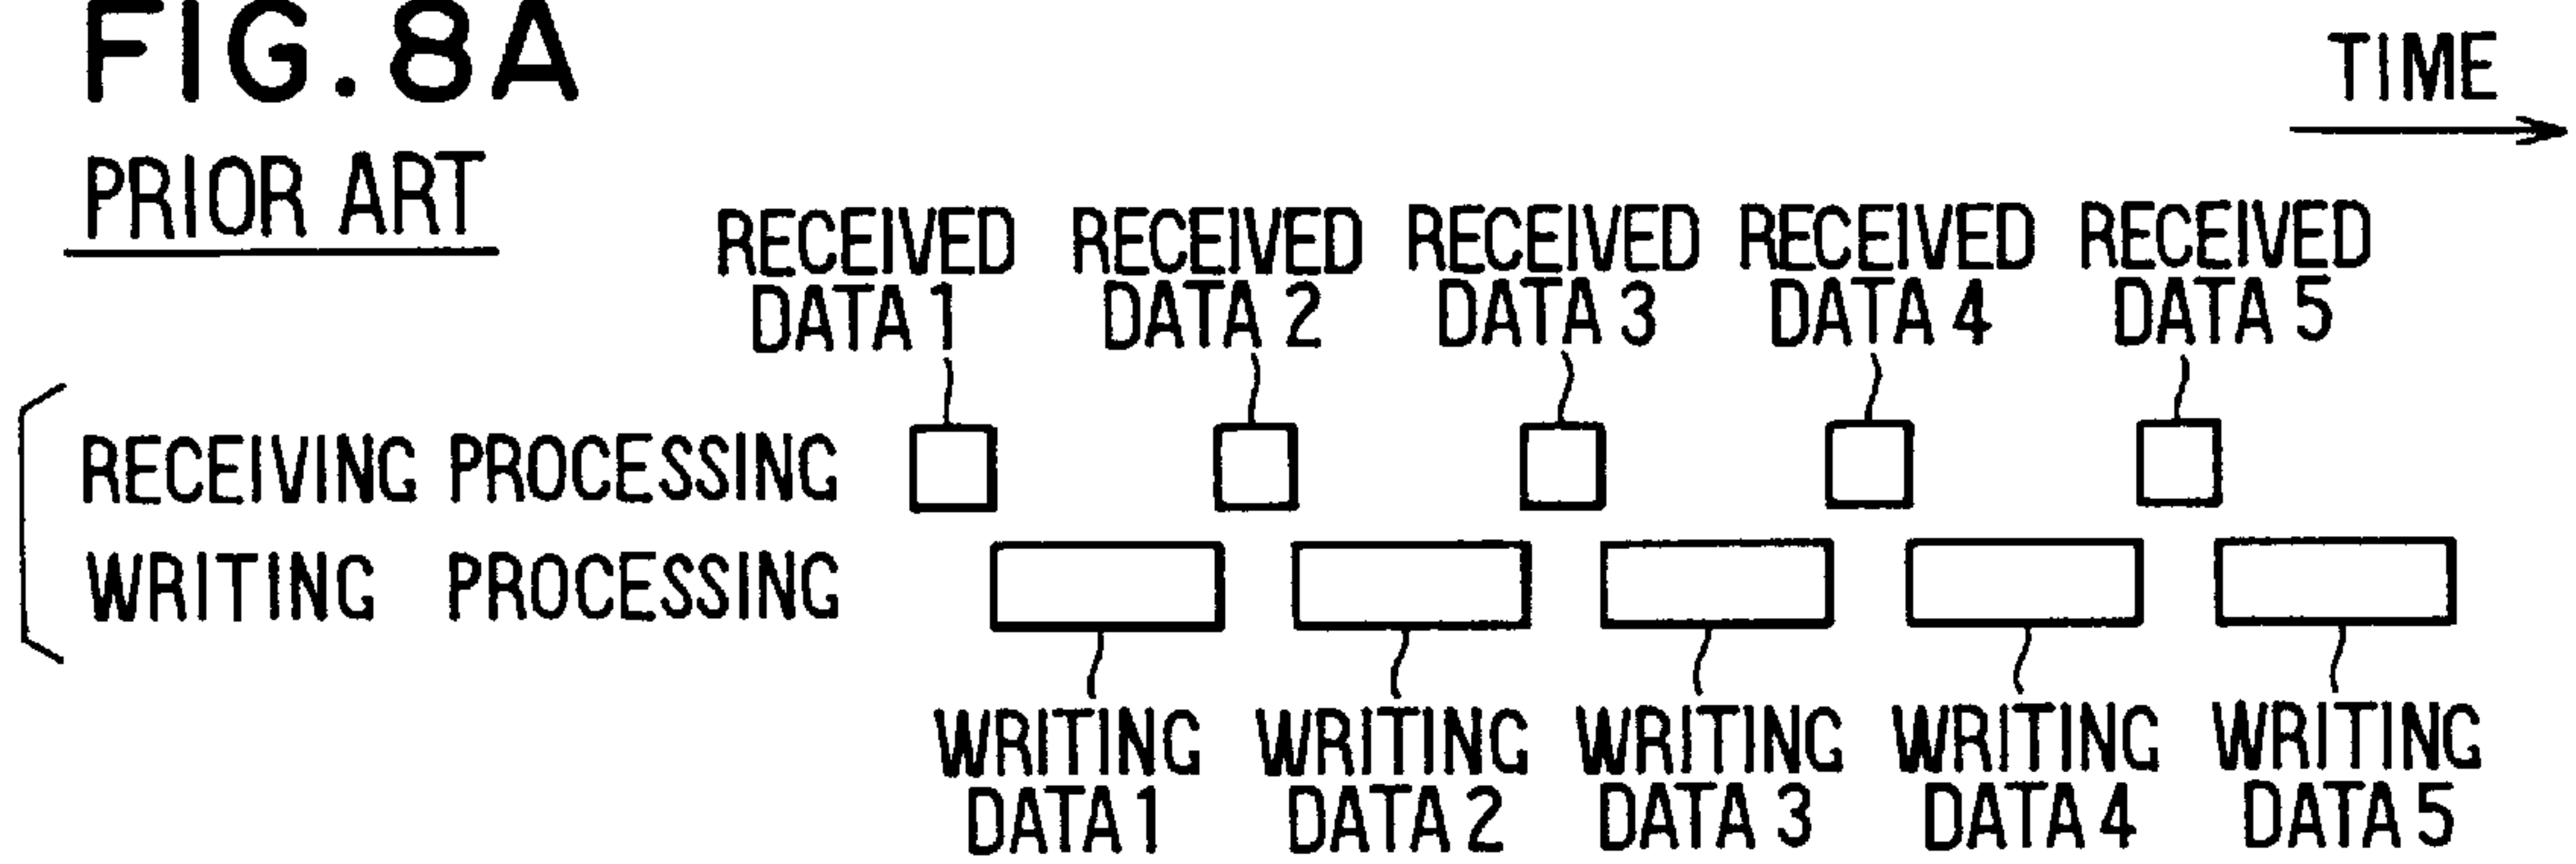 FIG.8A
PRIOR ART
TIME
RECEIVED DATA 1
RECEIVED DATA 2
RECEIVED DATA 3
RECEIVED DATA 4
RECEIVED DATA 5
RECEIVING PROCESSING
WRITING PROCESSING
WRITING DATA 1
WRITING DATA 2
WRITING DATA 3
WRITING DATA 4
WRITING DATA 5